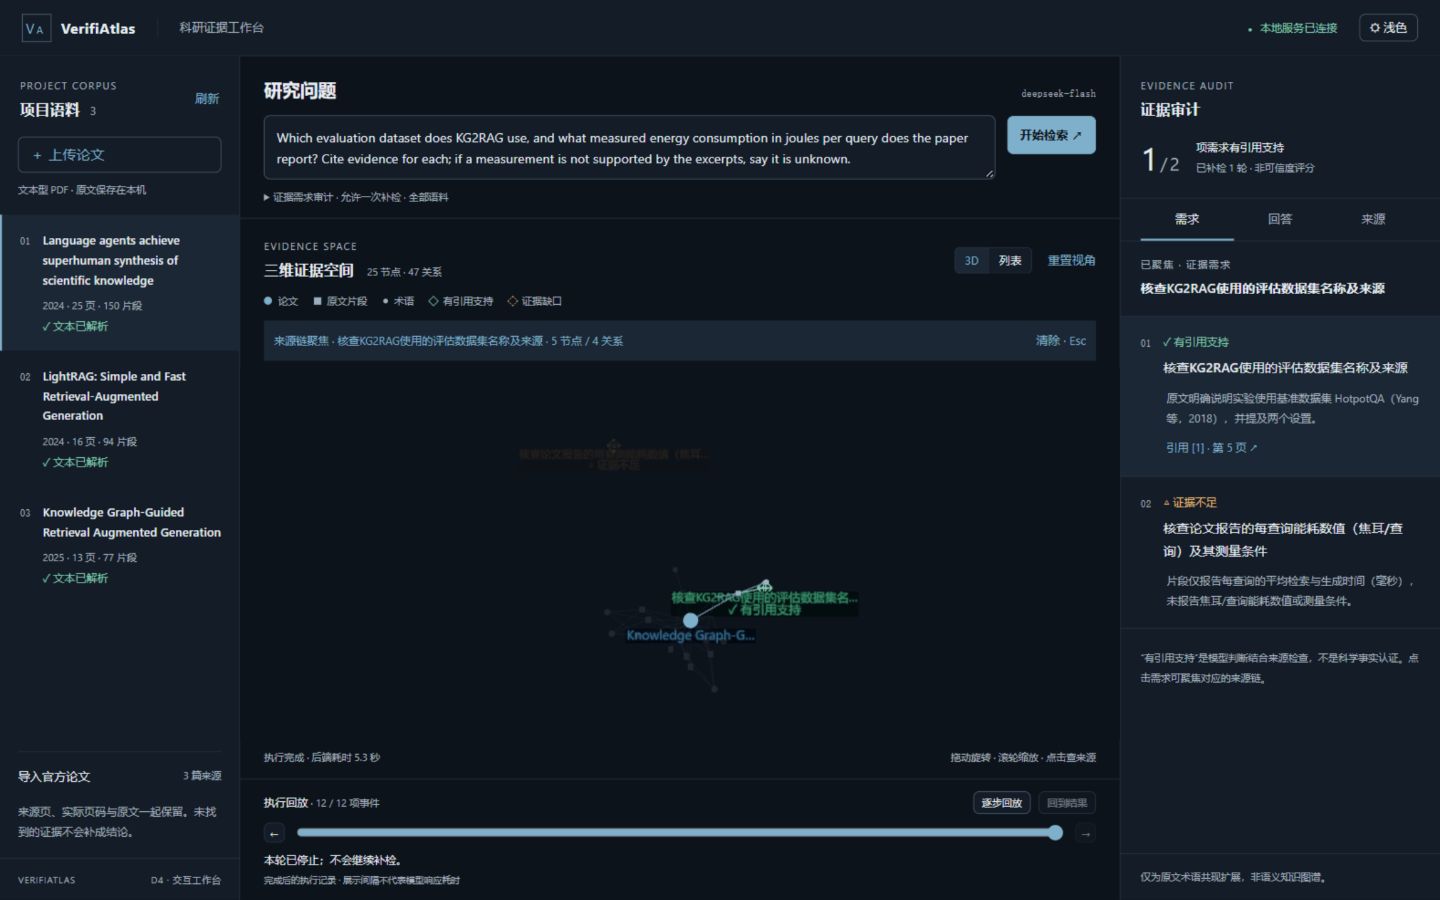 VA VerifiAtlas 科研证据工作台
• 本地服务已连接 浅色
PROJECT CORPUS
项目语料 3 刷新
+ 上传论文
文本型 PDF · 原文保存在本机
01 Language agents achieve
superhuman synthesis of
scientific knowledge
2024 · 25 页 · 150 片段
✓ 文本已解析
02 LightRAG: Simple and Fast
Retrieval-Augmented
Generation
2024 · 16 页 · 94 片段
✓ 文本已解析
03 Knowledge Graph-Guided
Retrieval Augmented Generation
2025 · 13 页 · 77 片段
✓ 文本已解析
导入官方论文 3 篇来源
来源页、实际页码与原文一起保留。未找
到的证据不会补成结论。
VERIFIATLAS D4 · 交互工作台
研究问题 deepseek-flash
Which evaluation dataset does KG2RAG use, and what measured energy consumption in joules per query does the paper
report? Cite evidence for each; if a measurement is not supported by the excerpts, say it is unknown.
开始检索 ↗
▶ 证据需求审计 · 允许一次补检 · 全部语料
EVIDENCE SPACE
三维证据空间 25 节点 · 47 关系
3D 列表 重置视角
论文 原文片段 术语 有引用支持 证据缺口
来源链聚焦 · 核查KG2RAG使用的评估数据集名称及来源 · 5 节点 / 4 关系 清除 · Esc
核查论文报告的每查询能耗数值（焦耳...
证据不足
核查KG2RAG使用的评估数据集名...
✓ 有引用支持
Knowledge Graph-G...
执行完成 · 后端耗时 5.3 秒 拖动旋转 · 滚轮缩放 · 点击查来源
执行回放 · 12 / 12 项事件 逐步回放 回到结果
← →
本轮已停止；不会继续补检。
完成后的执行记录 · 展示间隔不代表模型响应耗时
EVIDENCE AUDIT
证据审计
1 / 2 项需求有引用支持
已补检 1 轮 · 非可信度评分
需求 回答 来源
已聚焦 · 证据需求
核查KG2RAG使用的评估数据集名称及来源
01 ✓ 有引用支持
核查KG2RAG使用的评估数据集名称及来源
原文明确说明实验使用基准数据集 HotpotQA（Yang
等，2018），并提及两个设置。
引用 [1] · 第 5 页 ↗
02 △ 证据不足
核查论文报告的每查询能耗数值（焦耳/查
询）及其测量条件
片段仅报告每查询的平均检索与生成时间（毫秒），
未报告焦耳/查询能耗数值或测量条件。
“有引用支持”是模型判断结合来源检查，不是科学事实认证。点
击需求可聚焦对应的来源链。
仅为原文术语共现扩展，非语义知识图谱。